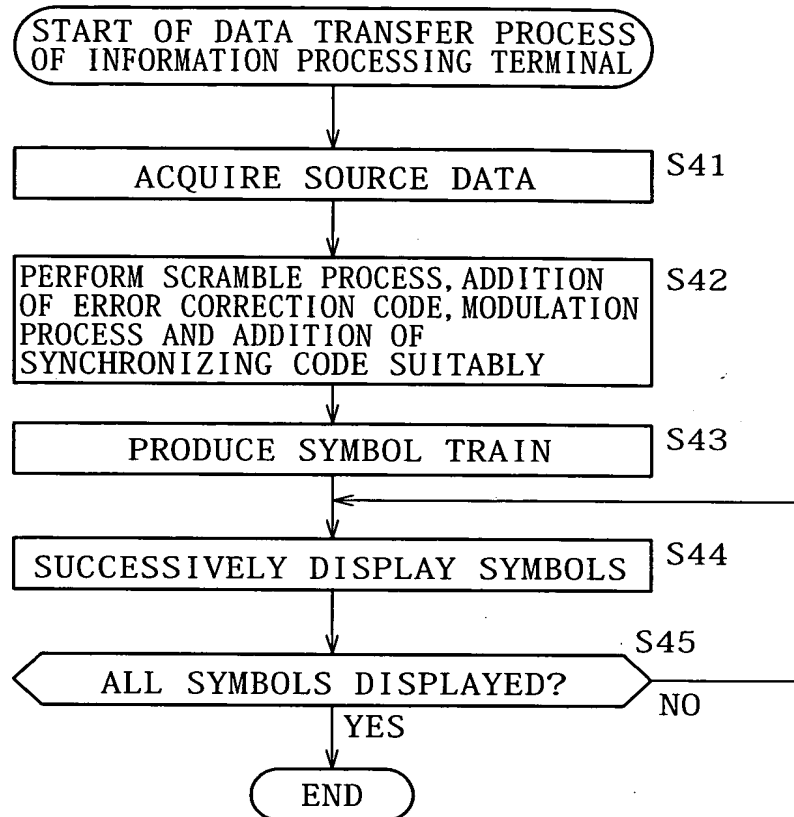 START OF DATA TRANSFER PROCESS
OF INFORMATION PROCESSING TERMINAL
ACQUIRE SOURCE DATA
S41
PERFORM SCRAMBLE PROCESS, ADDITION
OF ERROR CORRECTION CODE, MODULATION
PROCESS AND ADDITION OF
SYNCHRONIZING CODE SUITABLY
S42
PRODUCE SYMBOL TRAIN
S43
SUCCESSIVELY DISPLAY SYMBOLS
S44
S45
ALL SYMBOLS DISPLAYED?
NO
YES
END